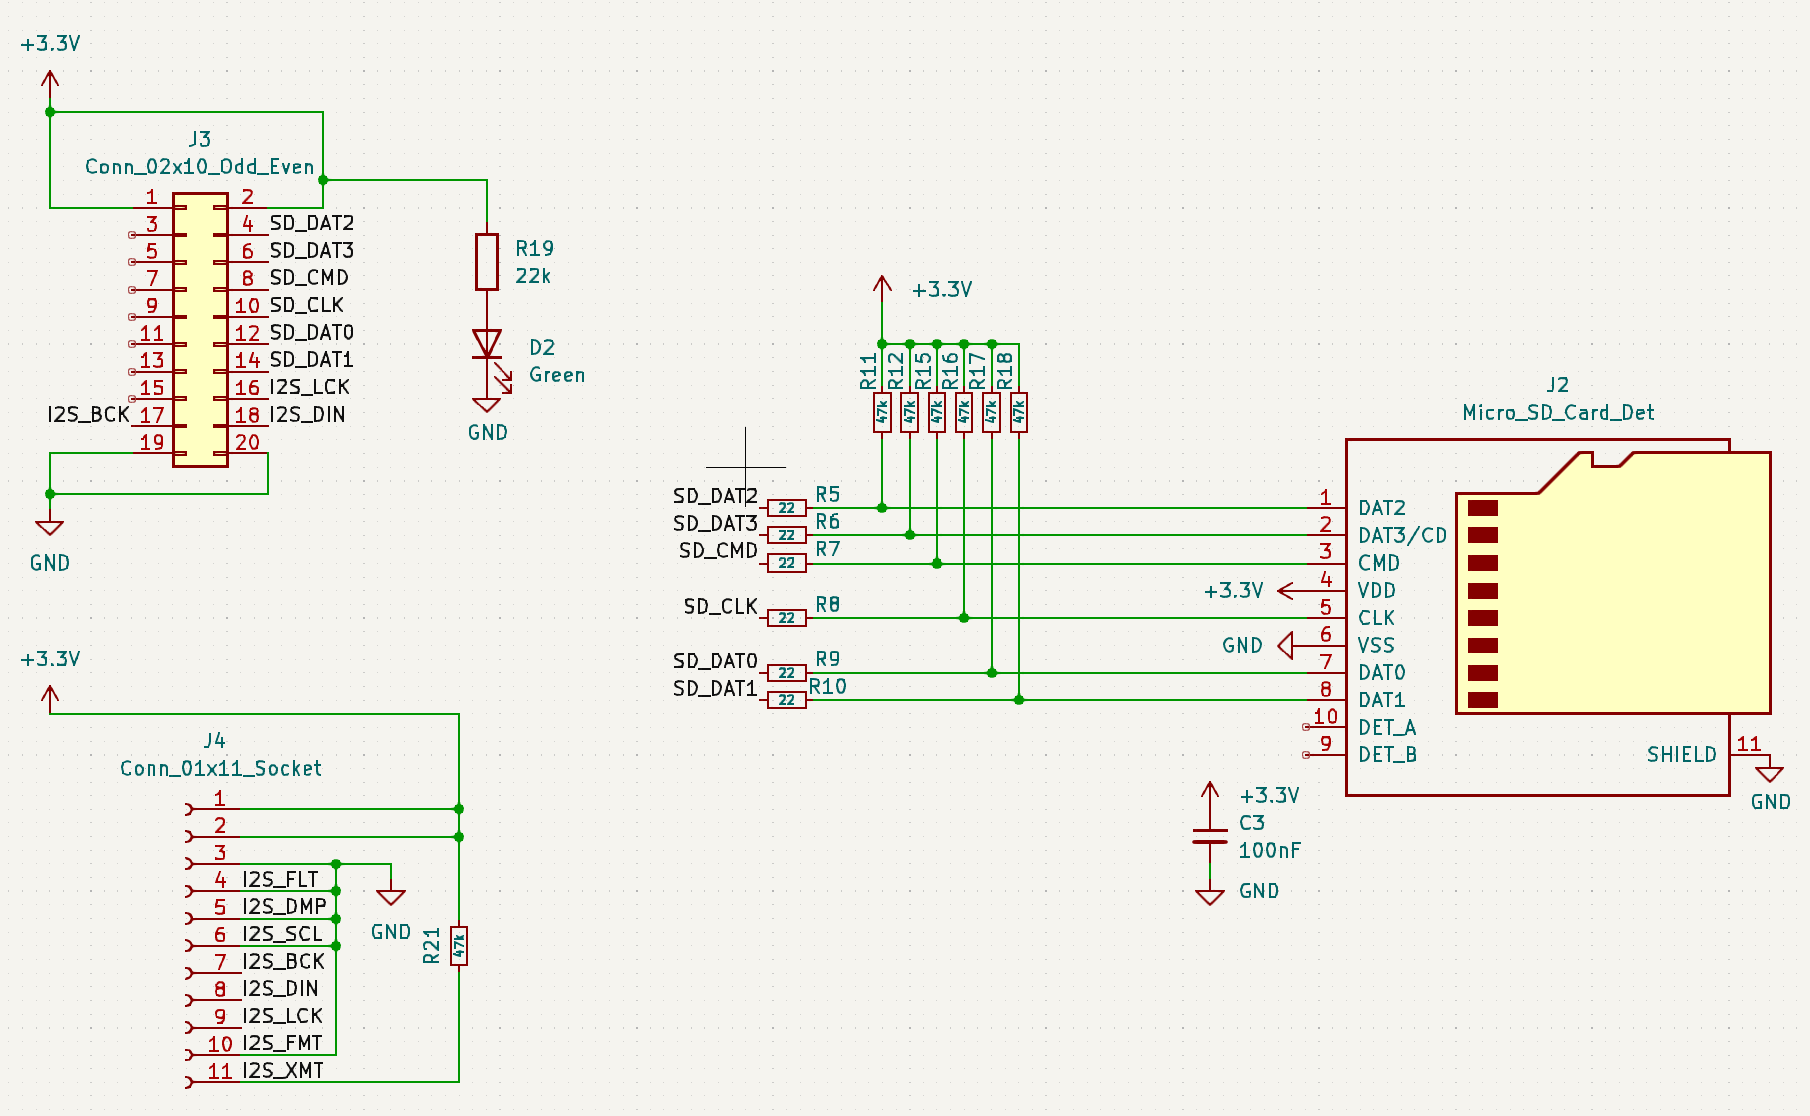 +3.3V
J3
Conn_02x10_Odd_Even
1 2
3 4 SD_DAT2
5 6 SD_DAT3
7 8 SD_CMD
9 10 SD_CLK
11 12 SD_DAT0
13 14 SD_DAT1
15 16 I2S_LCK
I2S_BCK 17 18 I2S_DIN
19 20
GND
R19
22k
D2
Green
GND
+3.3V
R11 R12 R15 R16 R17 R18
47k 47k 47k 47k 47k 47k
SD_DAT2 22 R5
SD_DAT3 22 R6
SD_CMD 22 R7
SD_CLK 22 R8
SD_DAT0 22 R9
SD_DAT1 22 R10
J2
Micro_SD_Card_Det
1 DAT2
2 DAT3/CD
3 CMD
+3.3V 4 VDD
5 CLK
GND 6 VSS
7 DAT0
8 DAT1
10 DET_A
9 DET_B
SHIELD 11
GND
+3.3V
C3
100nF
GND
+3.3V
J4
Conn_01x11_Socket
1
2
3
4 I2S_FLT
5 I2S_DMP
6 I2S_SCL
7 I2S_BCK
8 I2S_DIN
9 I2S_LCK
10 I2S_FMT
11 I2S_XMT
GND
R21
47k